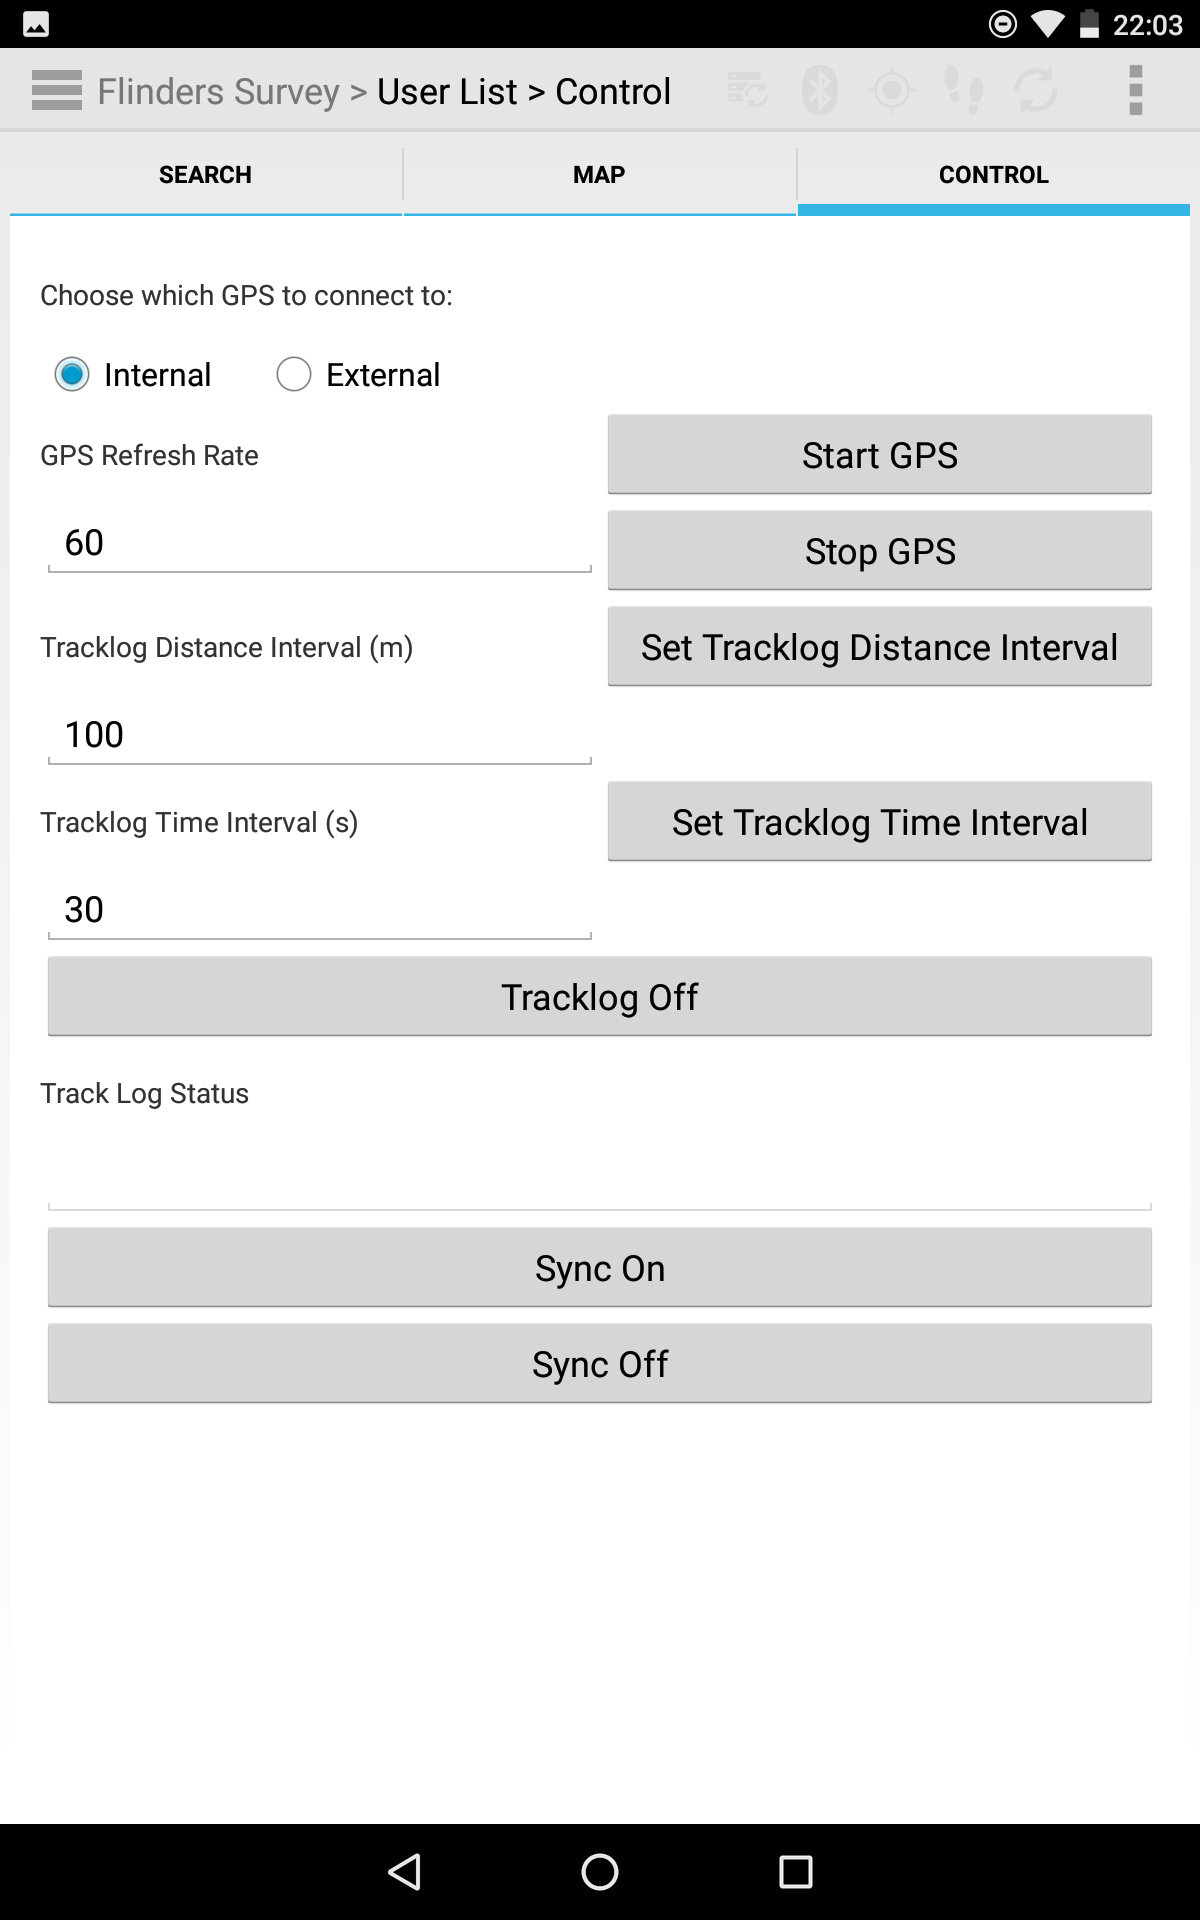 22:03
Flinders Survey > User List > Control
SEARCH
MAP
CONTROL
Choose which GPS to connect to:
Internal
External
GPS Refresh Rate
Start GPS
60
Stop GPS
Tracklog Distance Interval (m)
Set Tracklog Distance Interval
100
Tracklog Time Interval (s)
Set Tracklog Time Interval
30
Tracklog Off
Track Log Status
Sync On
Sync Off